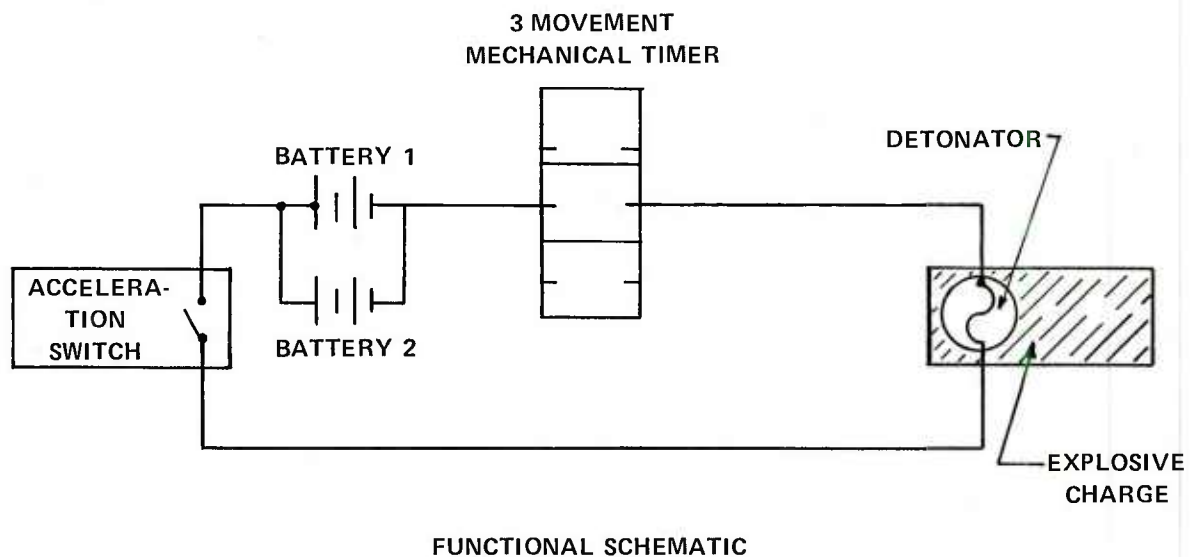 3 MOVEMENT
MECHANICAL TIMER
BATTERY 1
DETONATOR
ACCELERA-
TION
SWITCH
BATTERY 2
EXPLOSIVE
CHARGE
FUNCTIONAL SCHEMATIC